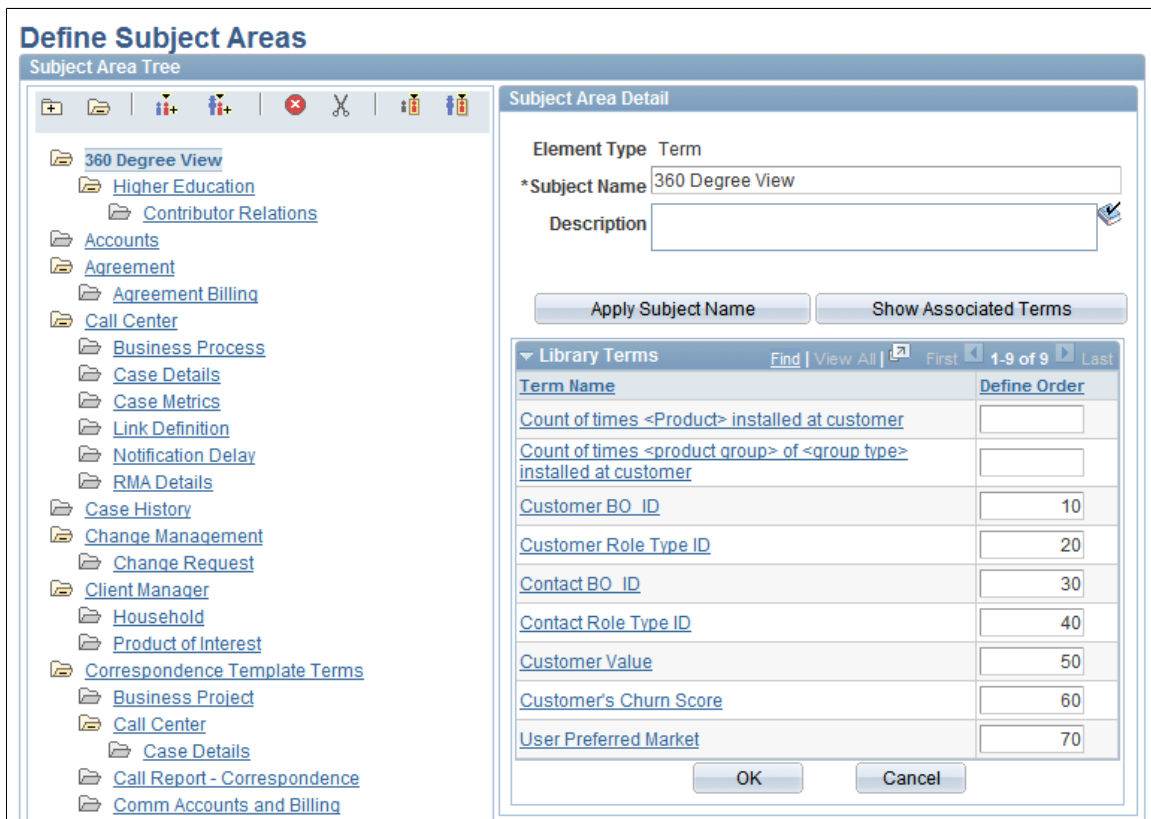 Define Subject Areas
Subject Area Tree
360 Degree View
Higher Education
Contributor Relations
Accounts
Agreement
Agreement Billing
Call Center
Business Process
Case Details
Case Metrics
Link Definition
Notification Delay
RMA Details
Case History
Change Management
Change Request
Client Manager
Household
Product of Interest
Correspondence Template Terms
Business Project
Call Center
Case Details
Call Report - Correspondence
Comm Accounts and Billing
Subject Area Detail
Element Type Term
*Subject Name 360 Degree View
Description
Apply Subject Name Show Associated Terms
Library Terms Find | View All | First 1-9 of 9 Last
Term Name Define Order
Count of times <Product> installed at customer
Count of times <product group> of <group type>
installed at customer
Customer BO_ID 10
Customer Role Type ID 20
Contact BO_ID 30
Contact Role Type ID 40
Customer Value 50
Customer's Churn Score 60
User Preferred Market 70
OK Cancel